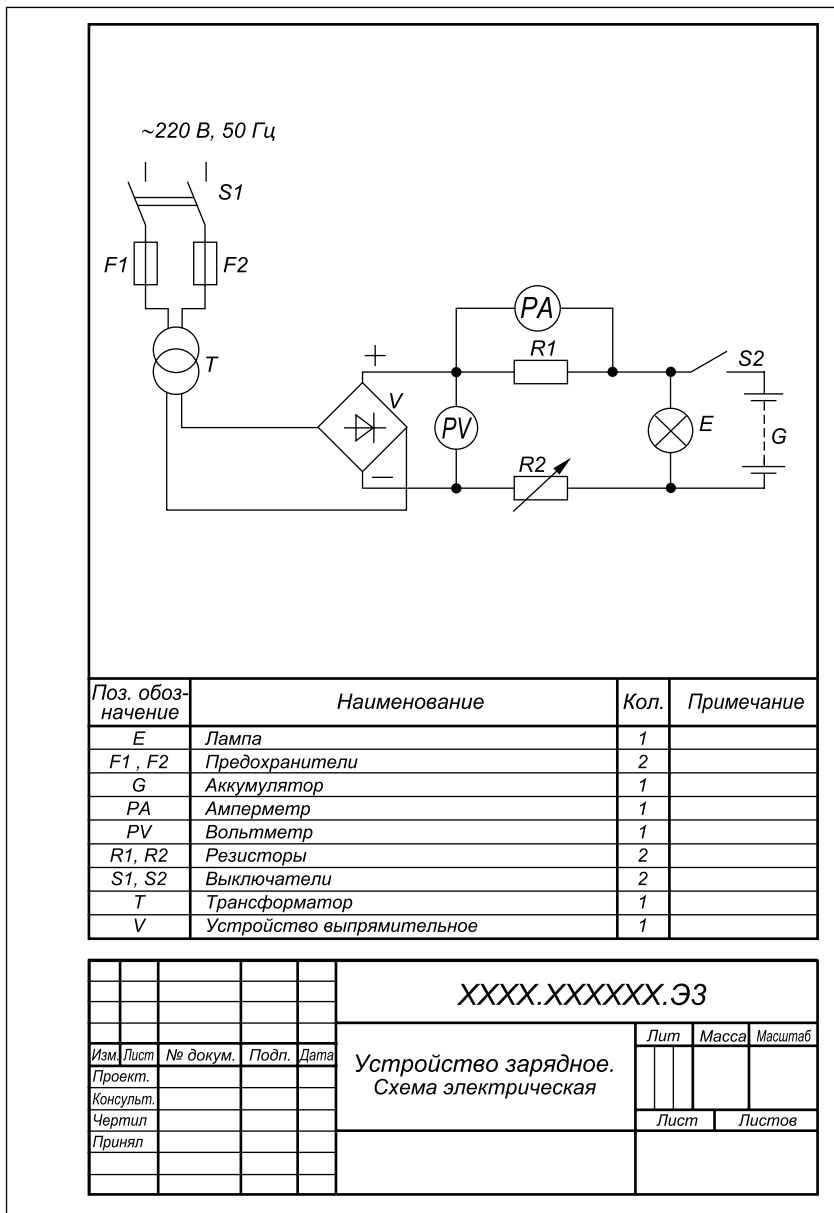 ~220 В, 50 Гц
S1
F1
F2
T
PA
R1
+
V
PV
S2
E
G
R2
−
Поз. обоз-
начение
Наименование
Кол.
Примечание
E Лампа 1
F1 , F2 Предохранители 2
G Аккумулятор 1
PA Амперметр 1
PV Вольтметр 1
R1, R2 Резисторы 2
S1, S2 Выключатели 2
T Трансформатор 1
V Устройство выпрямительное 1
XXXX.XXXXXX.Э3
Лит Масса Масштаб
Изм. Лист № докум. Подп. Дата
Устройство зарядное.
Схема электрическая
Проект.
Консульт.
Чертил
Лист Листов
Принял